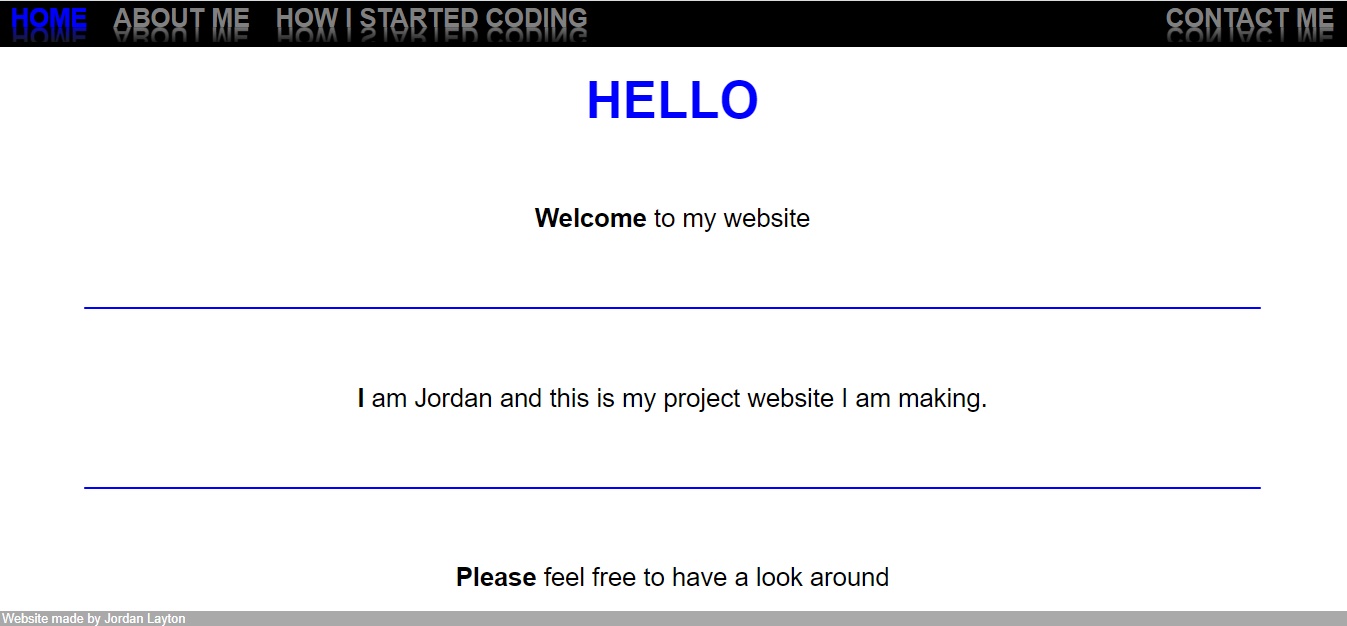 HOME ABOUT ME HOW I STARTED CODING CONTACT ME
HELLO
Welcome to my website
I am Jordan and this is my project website I am making.
Please feel free to have a look around
Website made by Jordan Layton